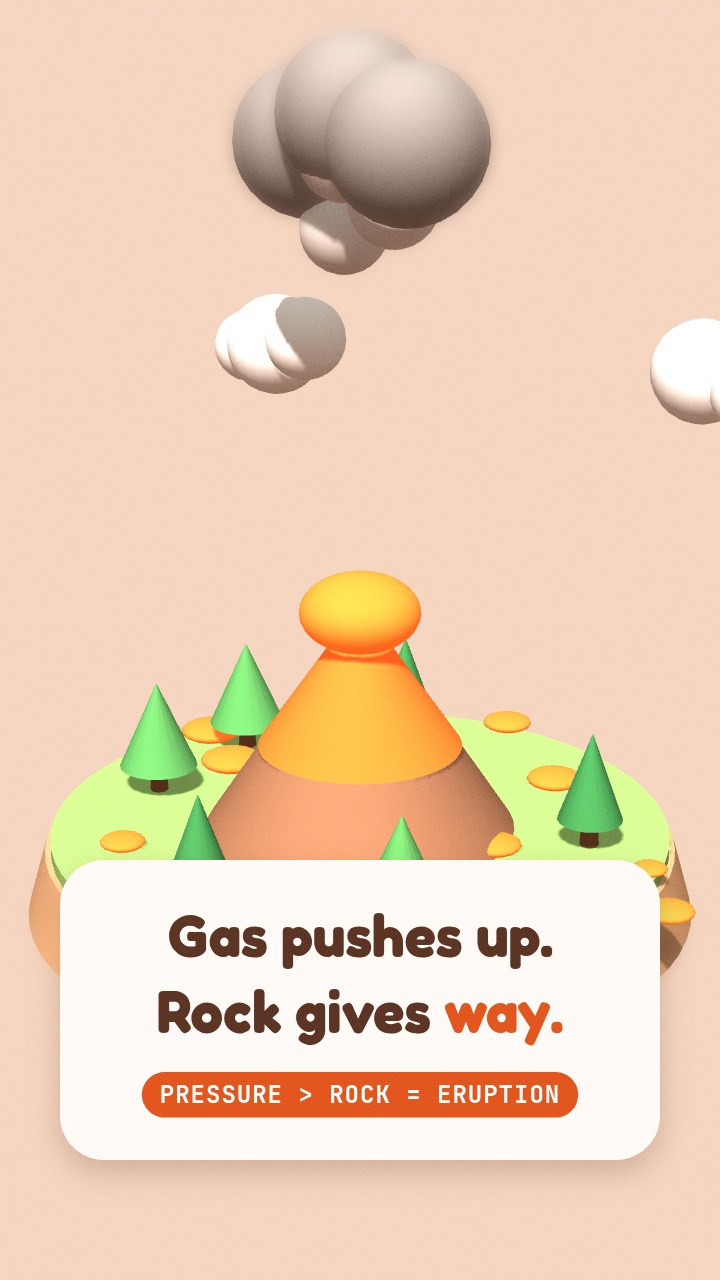 Gas pushes up.
Rock gives way.
PRESSURE > ROCK = ERUPTION